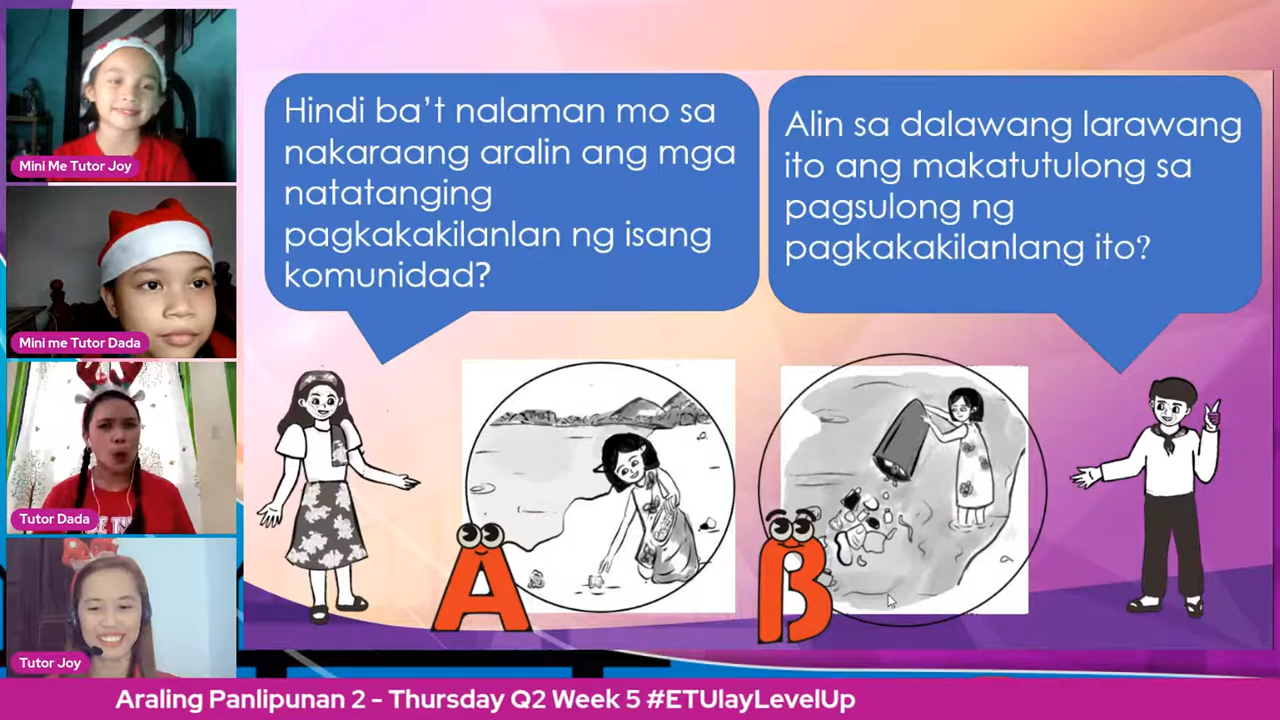 Mini Me Tutor Joy
Mini me Tutor Dada
Tutor Dada
Tutor Joy
Hindi ba't nalaman mo sa
nakaraang aralin ang mga
natatanging
pagkakakilanlan ng isang
komunidad?
Alin sa dalawang larawang
ito ang makatutulong sa
pagsulong ng
pagkakakilanlang ito?
A
B
Araling Panlipunan 2 - Thursday Q2 Week 5 #ETUlayLevelUp